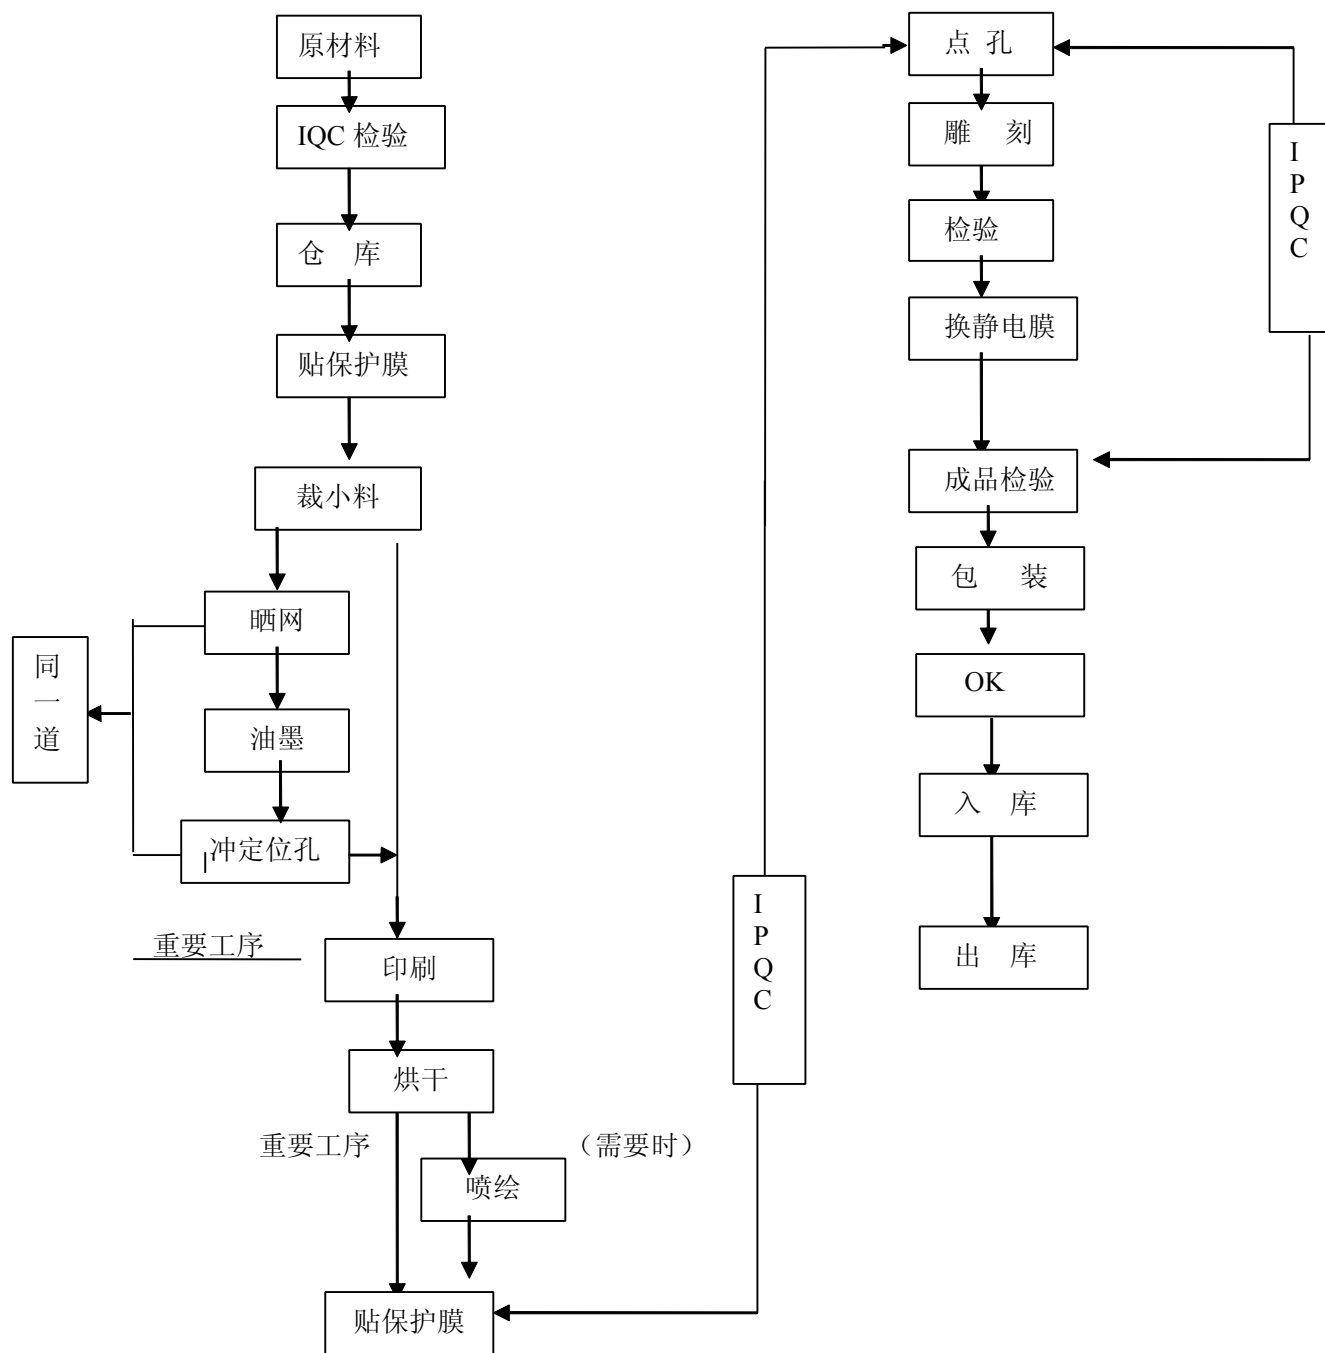 原材料
IQC 检验
仓 库
贴保护膜
裁小料
晒网
同
一
道
油墨
冲定位孔
重要工序
印刷
烘干
重要工序
（需要时）
喷绘
贴保护膜
I
P
Q
C
点 孔
雕 刻
检验
换静电膜
成品检验
包 装
OK
入 库
出 库
I
P
Q
C